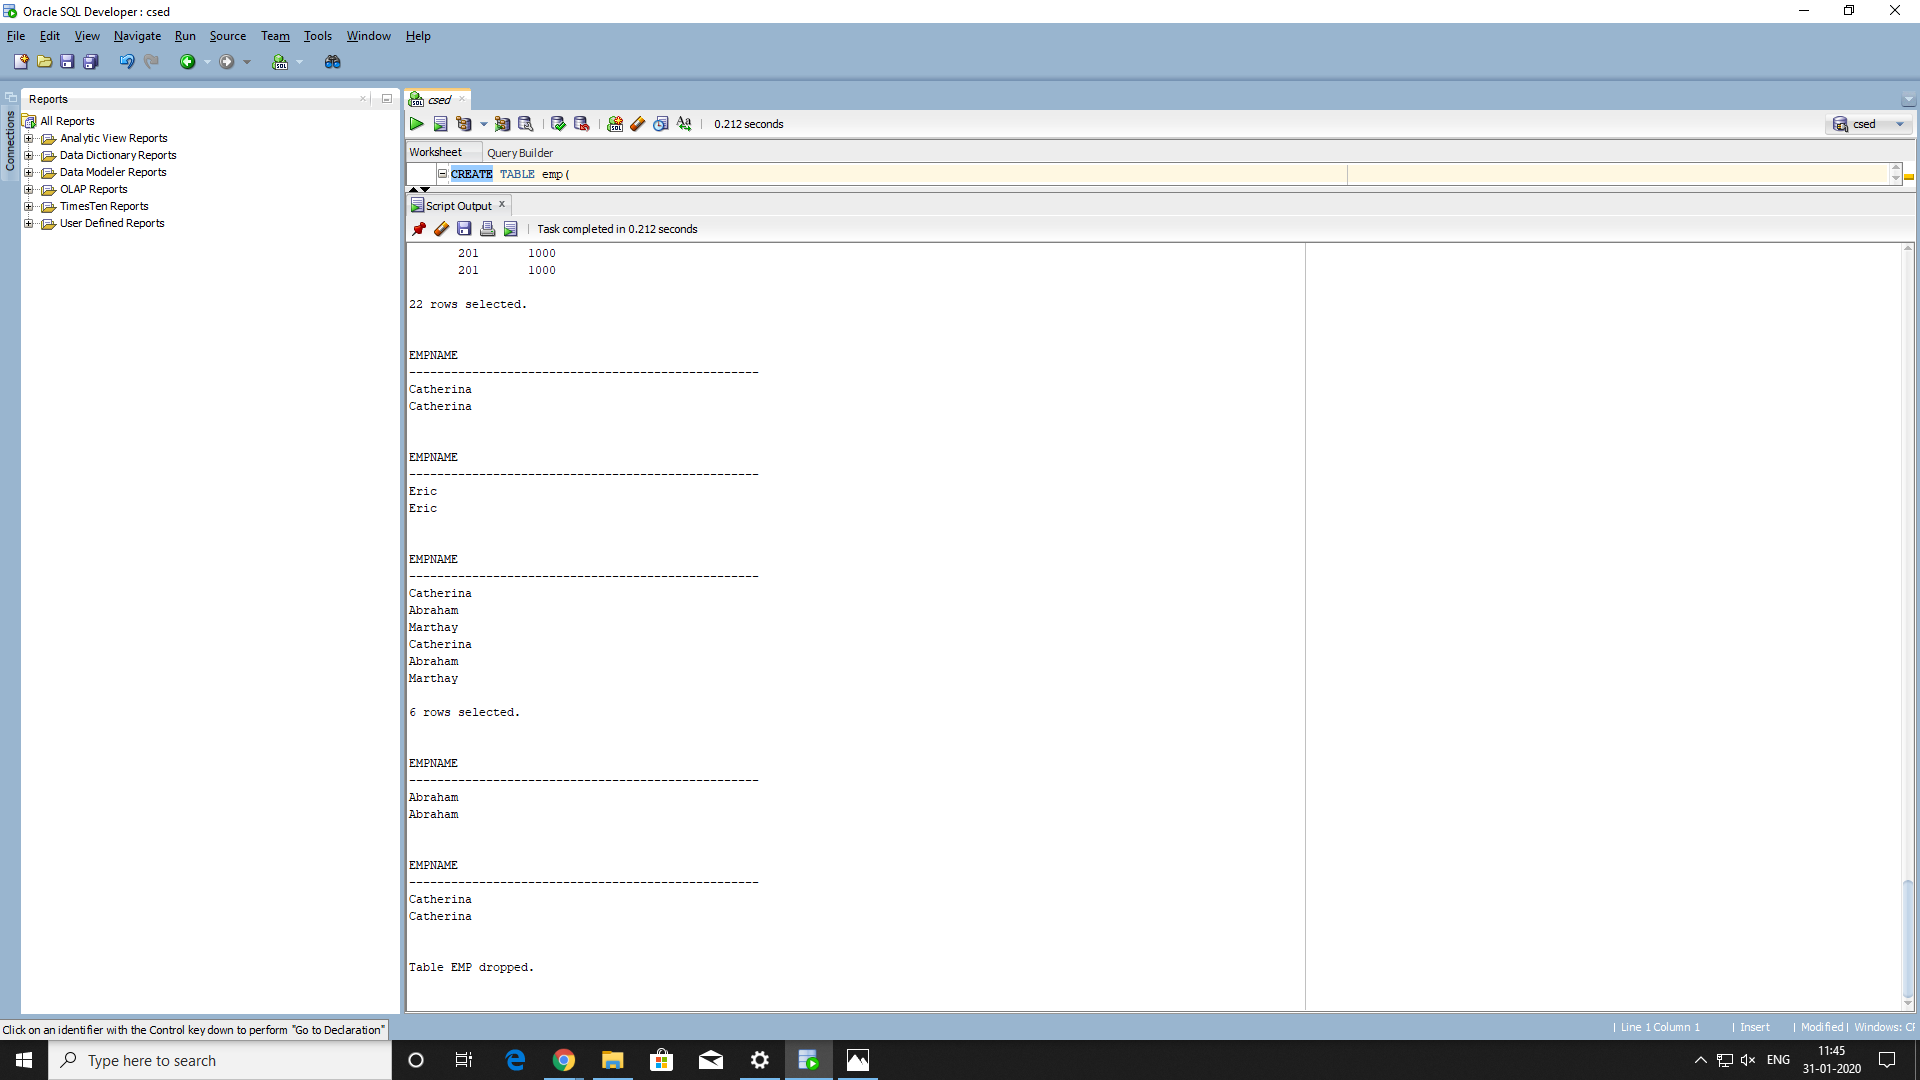 Oracle SQL Developer : csed
File Edit View Navigate Run Source Team Tools Window Help
Connections
Reports
All Reports
Analytic View Reports
Data Dictionary Reports
Data Modeler Reports
OLAP Reports
TimesTen Reports
User Defined Reports
csed
SQL
0.212 seconds
csed
Worksheet Query Builder
CREATE TABLE emp(
Script Output
Task completed in 0.212 seconds
201 1000
201 1000
22 rows selected.
EMPNAME
--------------------------------------------------
Catherina
Catherina
EMPNAME
--------------------------------------------------
Eric
Eric
EMPNAME
--------------------------------------------------
Catherina
Abraham
Marthay
Catherina
Abraham
Marthay
6 rows selected.
EMPNAME
--------------------------------------------------
Abraham
Abraham
EMPNAME
--------------------------------------------------
Catherina
Catherina
Table EMP dropped.
Click on an identifier with the Control key down to perform "Go to Declaration"
| Line 1 Column 1 | Insert | Modified | Windows: CF
Type here to search
ENG
11:45
31-01-2020